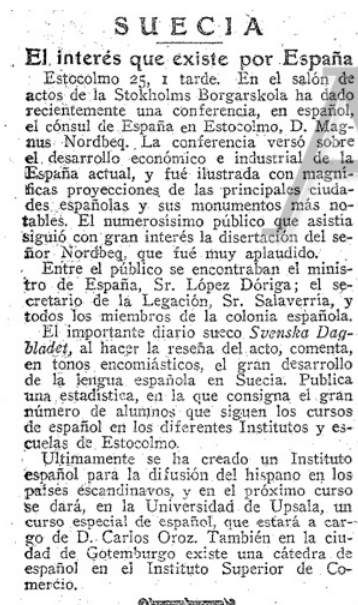 SUECIA
El interés que existe por España
Estocolmo 25, 1 tarde. En el salón de
actos de la Stokholms Borgarskola ha dado
recientemente una conferencia, en español,
el cónsul de España en Estocolmo, D. Mag-
nus Nordbeq. La conferencia versó sobre
el desarrollo económico e industrial de la
España actual, y fué ilustrada con magní-
ficas proyecciones de las principales ciuda-
des españolas y sus monumentos más no-
tables. El numerosísimo público que asistía
siguió con gran interés la disertación del se-
ñor Nordbeq, que fué muy aplaudido.
Entre el público se encontraban el minis-
tro de España, Sr. López Dóriga; el se-
cretario de la Legación, Sr. Salaverría, y
todos los miembros de la colonia española.
El importante diario sueco Svenska Dag-
bladet, al hacer la reseña del acto, comenta,
en tonos encomiásticos, el gran desarrollo
de la lengua española en Suecia. Publica
una estadística, en la que consigna el gran
número de alumnos que siguen los cursos
de español en los diferentes Institutos y es-
cuelas de Estocolmo.
Ultimamente se ha creado un Instituto
español para la difusión del hispano en los
países escandinavos, y en el próximo curso
se dará, en la Universidad de Upsala, un
curso especial de español, que estará a car-
go de D. Carlos Oroz. También en la ciu-
dad de Gotemburgo existe una cátedra de
español en el Instituto Superior de Co-
mercio.